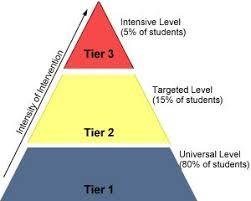 Intensive Level
(5% of students)
Tier 3
Intensity of Intervention
Targeted Level
(15% of students)
Tier 2
Universal Level
(80% of students)
Tier 1